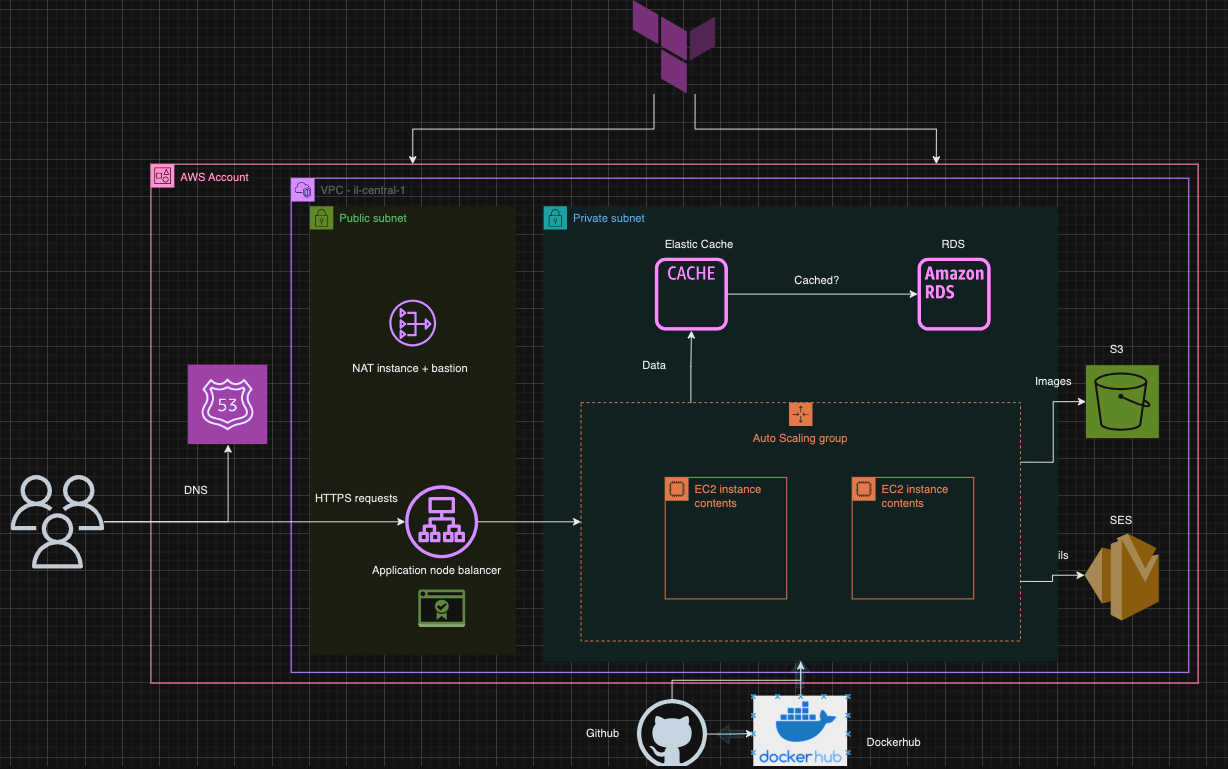 AWS Account
VPC - il-central-1
Public subnet
Private subnet
Elastic Cache
RDS
CACHE
Amazon
RDS
Cached?
NAT instance + bastion
Data
S3
Images
53
Auto Scaling group
DNS
HTTPS requests
EC2 instance
contents
EC2 instance
contents
SES
ils
Application node balancer
Github
dockerhub
Dockerhub